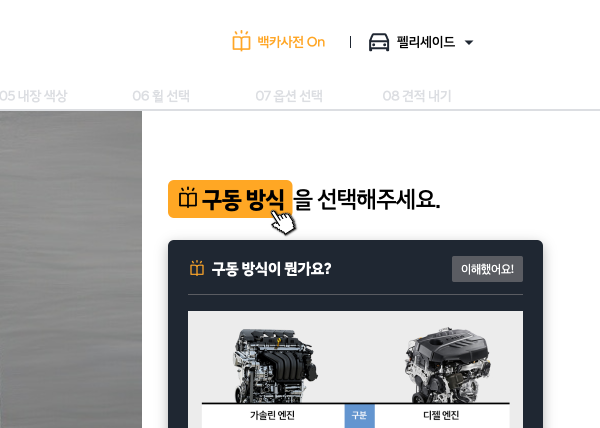 백카사전 On
펠리세이드
05 내장 색상
06 휠 선택
07 옵션 선택
08 견적 내기
구동 방식을 선택해주세요.
구동 방식이 뭔가요?
이해했어요!
가솔린 엔진
구분
디젤 엔진